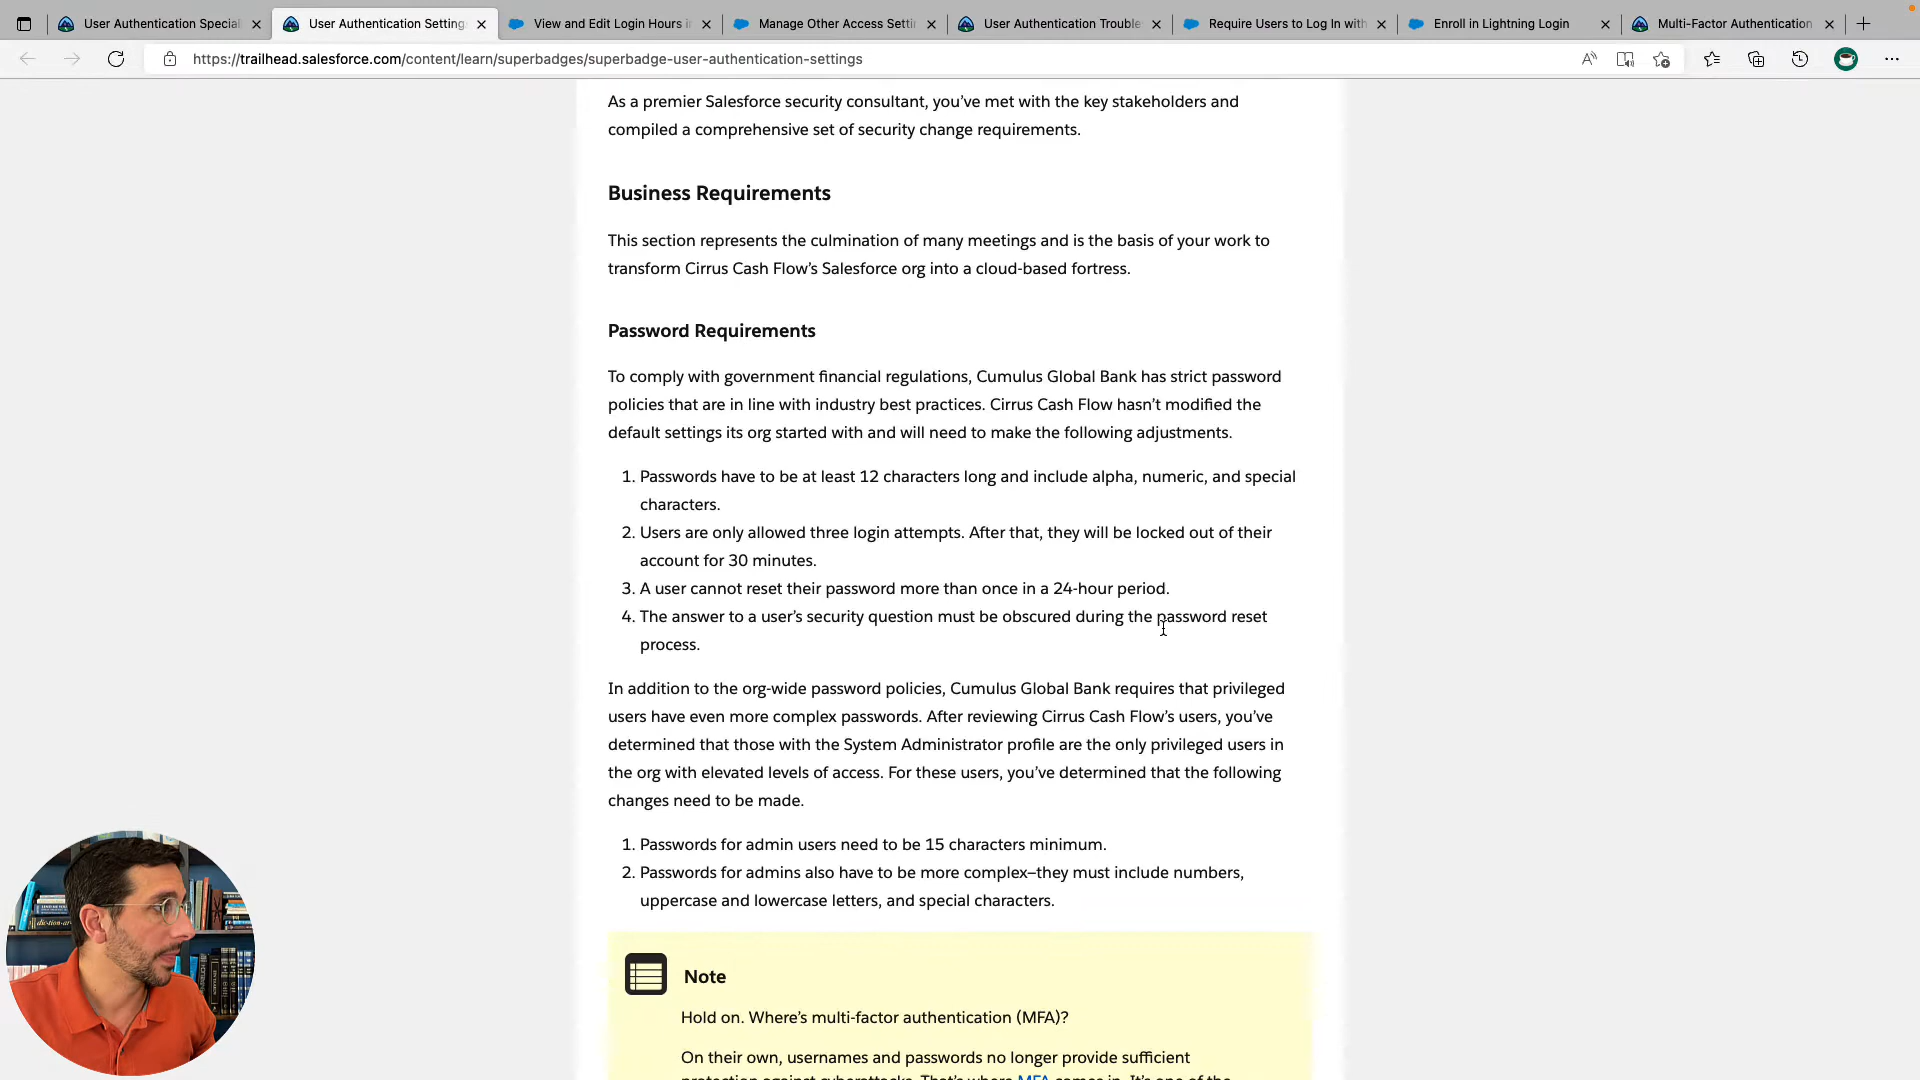 User Authentication Special
User Authentication Setting
View and Edit Login Hours i
Manage Other Access Setti
User Authentication Trouble
Require Users to Log In with
Enroll in Lightning Login
Multi-Factor Authentication
https://trailhead.salesforce.com/content/learn/superbadges/superbadge-user-authentication-settings
As a premier Salesforce security consultant, you’ve met with the key stakeholders and
compiled a comprehensive set of security change requirements.
Business Requirements
This section represents the culmination of many meetings and is the basis of your work to
transform Cirrus Cash Flow’s Salesforce org into a cloud-based fortress.
Password Requirements
To comply with government financial regulations, Cumulus Global Bank has strict password
policies that are in line with industry best practices. Cirrus Cash Flow hasn’t modified the
default settings its org started with and will need to make the following adjustments.
1. Passwords have to be at least 12 characters long and include alpha, numeric, and special
characters.
2. Users are only allowed three login attempts. After that, they will be locked out of their
account for 30 minutes.
3. A user cannot reset their password more than once in a 24-hour period.
4. The answer to a user’s security question must be obscured during the password reset
process.
In addition to the org-wide password policies, Cumulus Global Bank requires that privileged
users have even more complex passwords. After reviewing Cirrus Cash Flow’s users, you’ve
determined that those with the System Administrator profile are the only privileged users in
the org with elevated levels of access. For these users, you’ve determined that the following
changes need to be made.
1. Passwords for admin users need to be 15 characters minimum.
2. Passwords for admins also have to be more complex—they must include numbers,
uppercase and lowercase letters, and special characters.
Note
Hold on. Where’s multi-factor authentication (MFA)?
On their own, usernames and passwords no longer provide sufficient
protection against cyberattacks. That’s where MFA comes in. It’s one of the